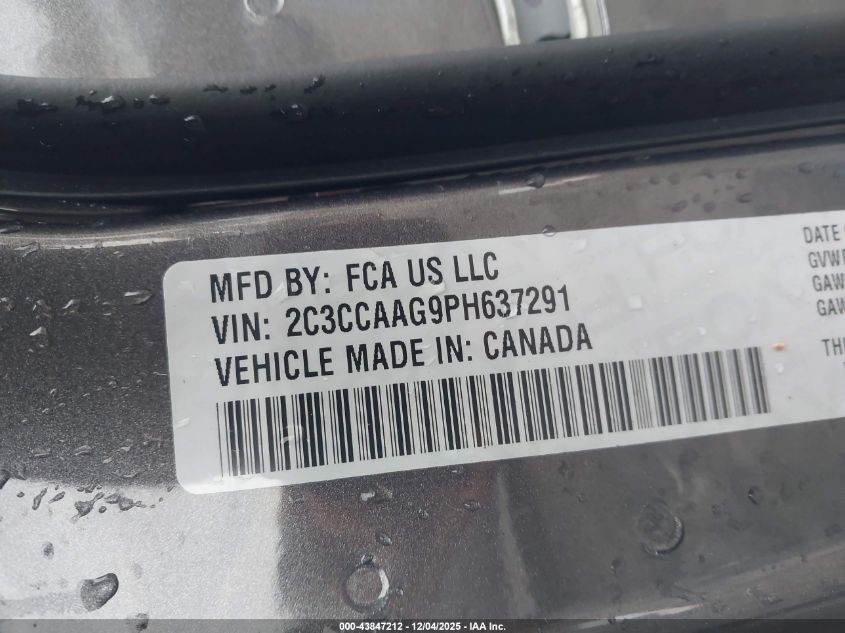 MFD BY: FCA US LLC
VIN: 2C3CCAAG9PH637291
VEHICLE MADE IN: CANADA
DATE
GVW
GAW
GAW
TH
000-43847212 - 12/04/2025 - IAA Inc.